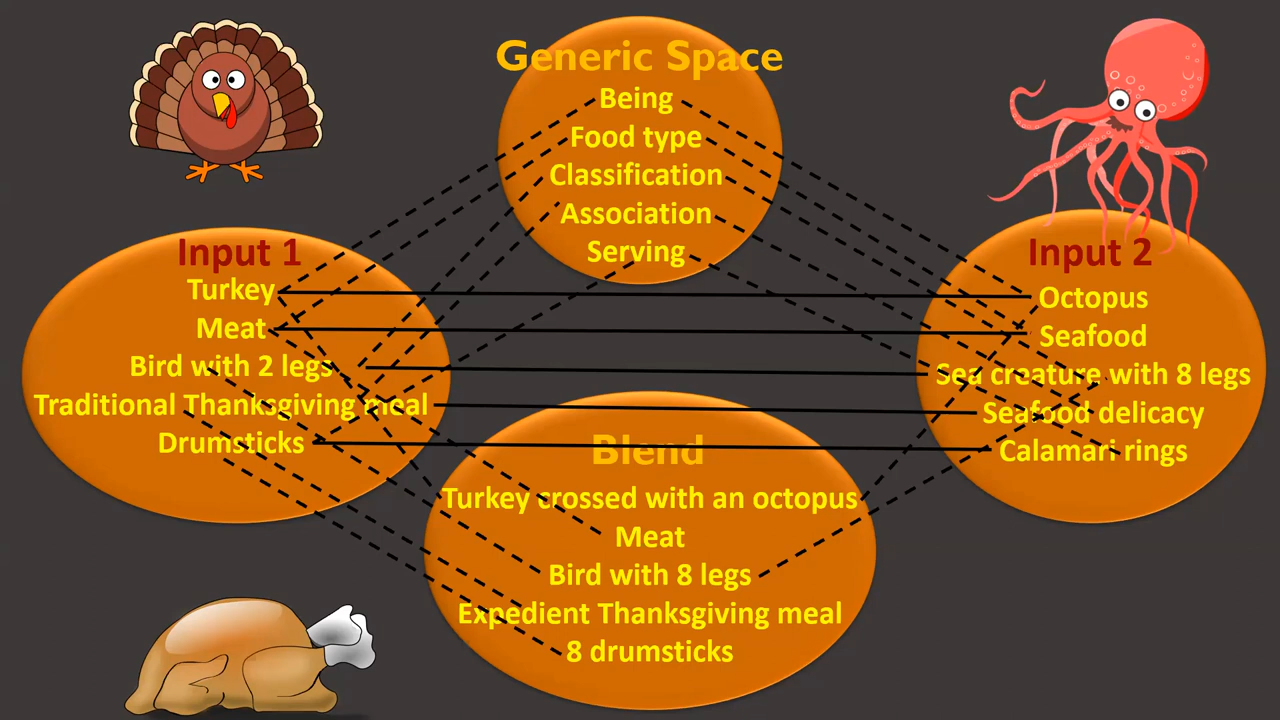 Generic Space
Being
Food type
Classification
Association
Serving
Input 1
Turkey
Meat
Bird with 2 legs
Traditional Thanksgiving meal
Drumsticks
Input 2
Octopus
Seafood
Sea creature with 8 legs
Seafood delicacy
Calamari rings
Blend
Turkey crossed with an octopus
Meat
Bird with 8 legs
Expedient Thanksgiving meal
8 drumsticks